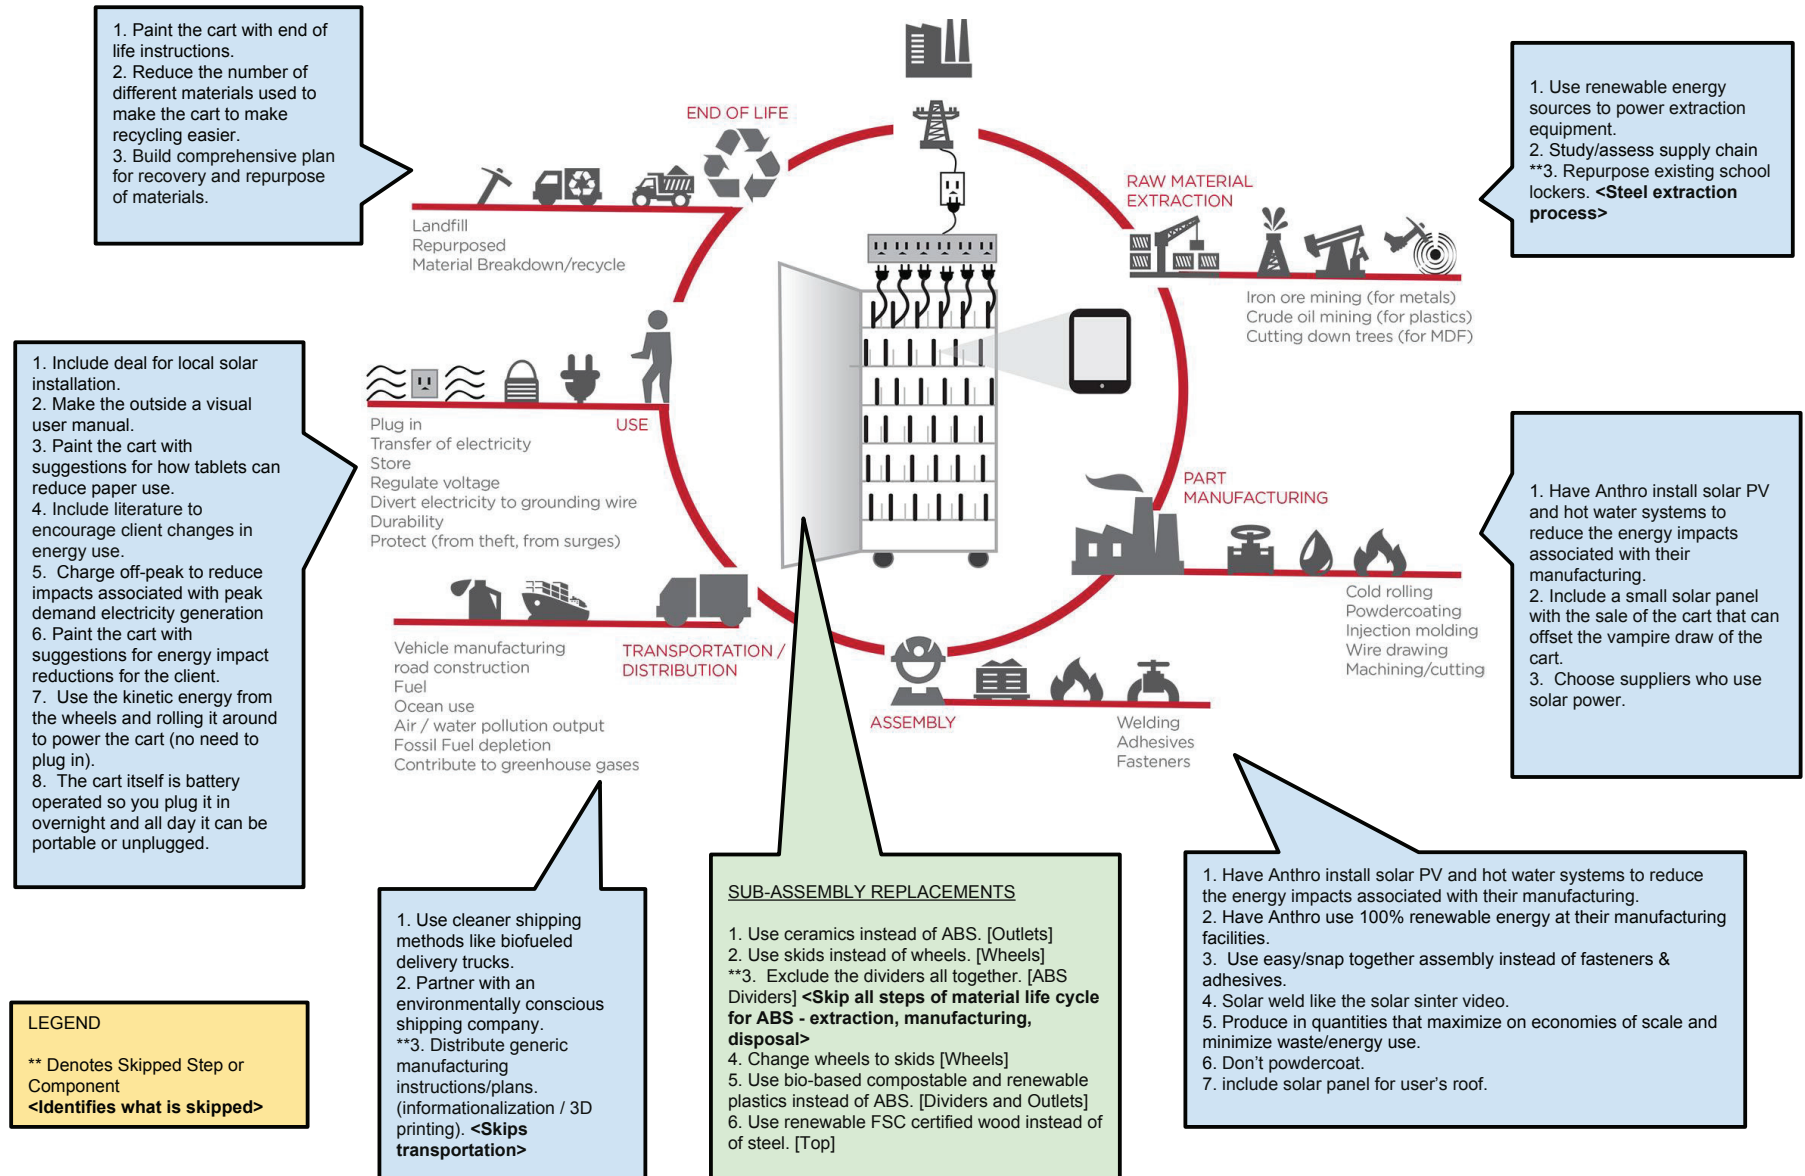 1. Paint the cart with end of
life instructions.
2. Reduce the number of
different materials used to
make the cart to make
recycling easier.
3. Build comprehensive plan
for recovery and repurpose
of materials.
END OF LIFE
Landfill
Repurposed
Material Breakdown/recycle
RAW MATERIAL
EXTRACTION
Iron ore mining (for metals)
Crude oil mining (for plastics)
Cutting down trees (for MDF)
1. Use renewable energy
sources to power extraction
equipment.
2. Study/assess supply chain
**3. Repurpose existing school
lockers. <Steel extraction
process>
1. Include deal for local solar
installation.
2. Make the outside a visual
user manual.
3. Paint the cart with
suggestions for how tablets can
reduce paper use.
4. Include literature to
encourage client changes in
energy use.
5.  Charge off-peak to reduce
impacts associated with peak
demand electricity generation
6. Paint the cart with
suggestions for energy impact
reductions for the client.
7.  Use the kinetic energy from
the wheels and rolling it around
to power the cart (no need to
plug in).
8.  The cart itself is battery
operated so you plug it in
overnight and all day it can be
portable or unplugged.
USE
Plug in
Transfer of electricity
Store
Regulate voltage
Divert electricity to grounding wire
Durability
Protect (from theft, from surges)
PART
MANUFACTURING
Cold rolling
Powdercoating
Injection molding
Wire drawing
Machining/cutting
1. Have Anthro install solar PV
and hot water systems to
reduce the energy impacts
associated with their
manufacturing.
2. Include a small solar panel
with the sale of the cart that can
offset the vampire draw of the
cart.
3.  Choose suppliers who use
solar power.
TRANSPORTATION /
DISTRIBUTION
Vehicle manufacturing
road construction
Fuel
Ocean use
Air / water pollution output
Fossil Fuel depletion
Contribute to greenhouse gases
ASSEMBLY
Welding
Adhesives
Fasteners
1. Use cleaner shipping
methods like biofueled
delivery trucks.
2. Partner with an
environmentally conscious
shipping company.
**3. Distribute generic
manufacturing
instructions/plans.
(informationalization / 3D
printing). <Skips
transportation>
SUB-ASSEMBLY REPLACEMENTS
1. Use ceramics instead of ABS. [Outlets]
2. Use skids instead of wheels. [Wheels]
**3.  Exclude the dividers all together. [ABS
Dividers] <Skip all steps of material life cycle
for ABS - extraction, manufacturing,
disposal>
4. Change wheels to skids [Wheels]
5. Use bio-based compostable and renewable
plastics instead of ABS. [Dividers and Outlets]
6. Use renewable FSC certified wood instead of
of steel. [Top]
1. Have Anthro install solar PV and hot water systems to reduce
the energy impacts associated with their manufacturing.
2. Have Anthro use 100% renewable energy at their manufacturing
facilities.
3.  Use easy/snap together assembly instead of fasteners &
adhesives.
4. Solar weld like the solar sinter video.
5. Produce in quantities that maximize on economies of scale and
minimize waste/energy use.
6. Don't powdercoat.
7. include solar panel for user's roof.
LEGEND
** Denotes Skipped Step or
Component
<Identifies what is skipped>